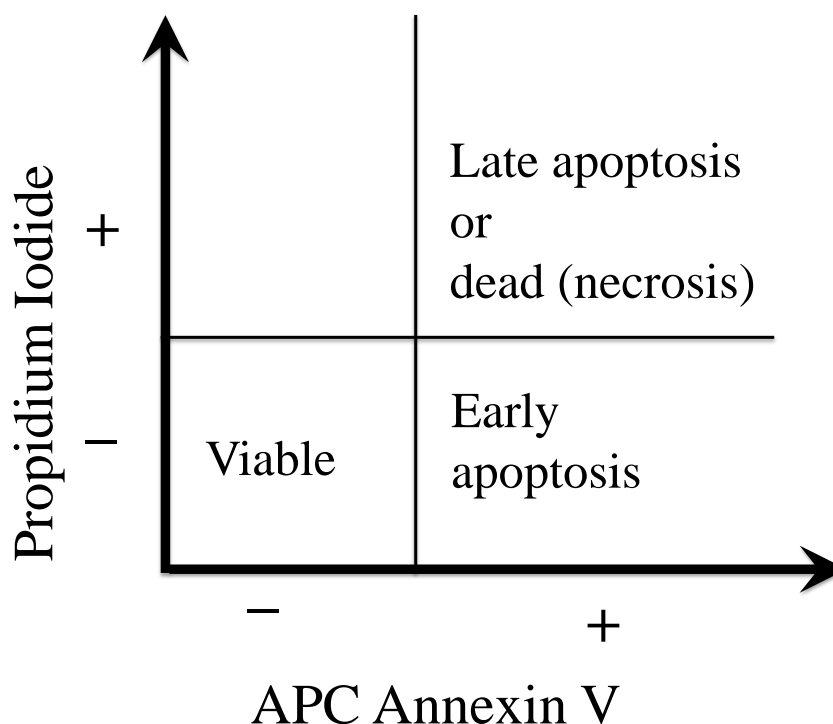 Propidium Iodide
+
−
Late apoptosis
or
dead (necrosis)
Viable
Early
apoptosis
−
+
APC Annexin V